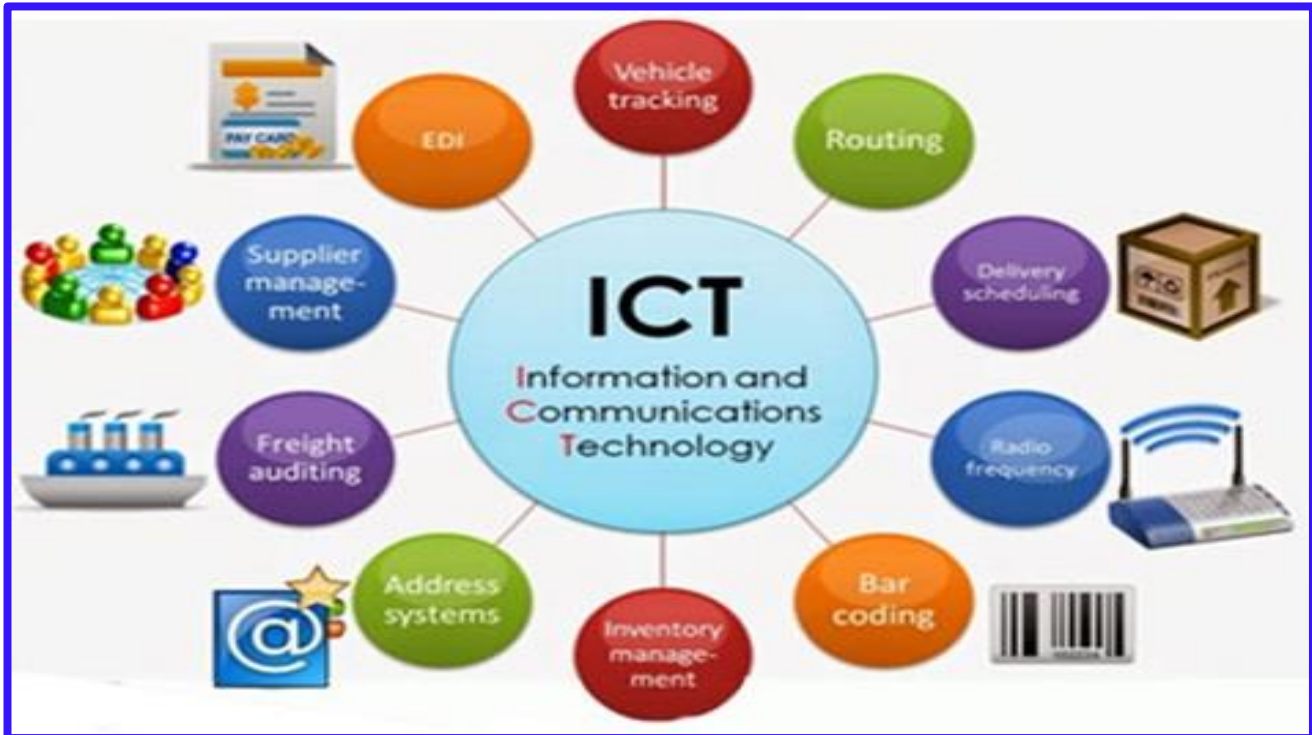 Vehicle
tracking
Routing
Delivery
scheduling
Radio
frequency
Bar
coding
Inventory
manage-
ment
Address
systems
Freight
auditing
Supplier
manage-
ment
EDI
PAY CARD
ICT
Information and
Communications
Technology